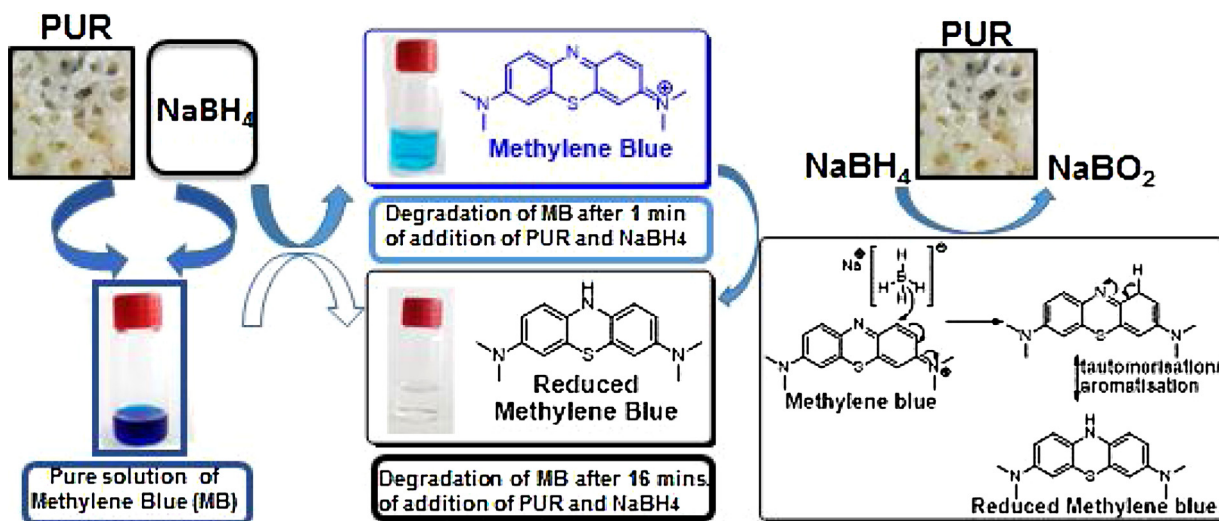 PUR
NaBH4
Pure solution of
Methylene Blue (MB)
N
N
S
N
⊕
Methylene Blue
Degradation of MB after 1 min
of addition of PUR and NaBH4
H
N
N
S
N
Reduced
Methylene Blue
Degradation of MB after 16 mins.
of addition of PUR and NaBH4
PUR
NaBH4
NaBO2
Na⊕
H
H-B-H
H
⊖
N
N
S
N
⊕
Methylene blue
H
N
N
S
N
tautomorisation/
aromatisation
H
N
N
S
N
Reduced Methylene blue